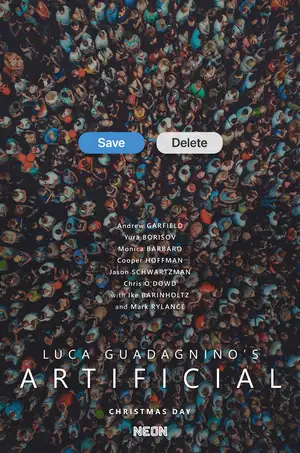 Save
Delete
Andrew GARFIELD
Yura BORISOV
Monica BARBARO
Cooper HOFFMAN
Jason SCHWARTZMAN
Chris O'DOWD
with Ike BARINHOLTZ
and Mark RYLANCE
LUCA GUADAGNINO'S
ARTIFICIAL
CHRISTMAS DAY
NEON